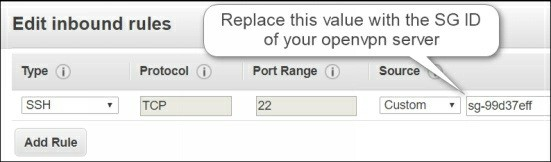 Edit inbound rules
Replace this value with the SG ID
of your openvpn server
Type i Protocol i Port Range i Source i
SSH TCP 22 Custom sg-99d37eff
Add Rule